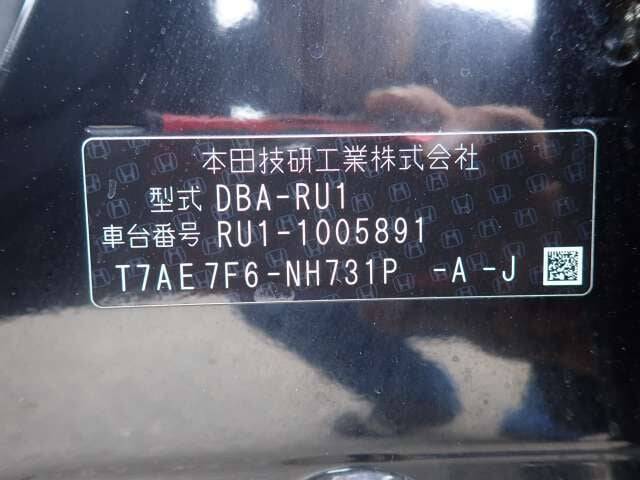 本田技研工業株式会社
型式 DBA-RU1
車台番号 RU1-1005891
T7AE7F6-NH731P -A-J